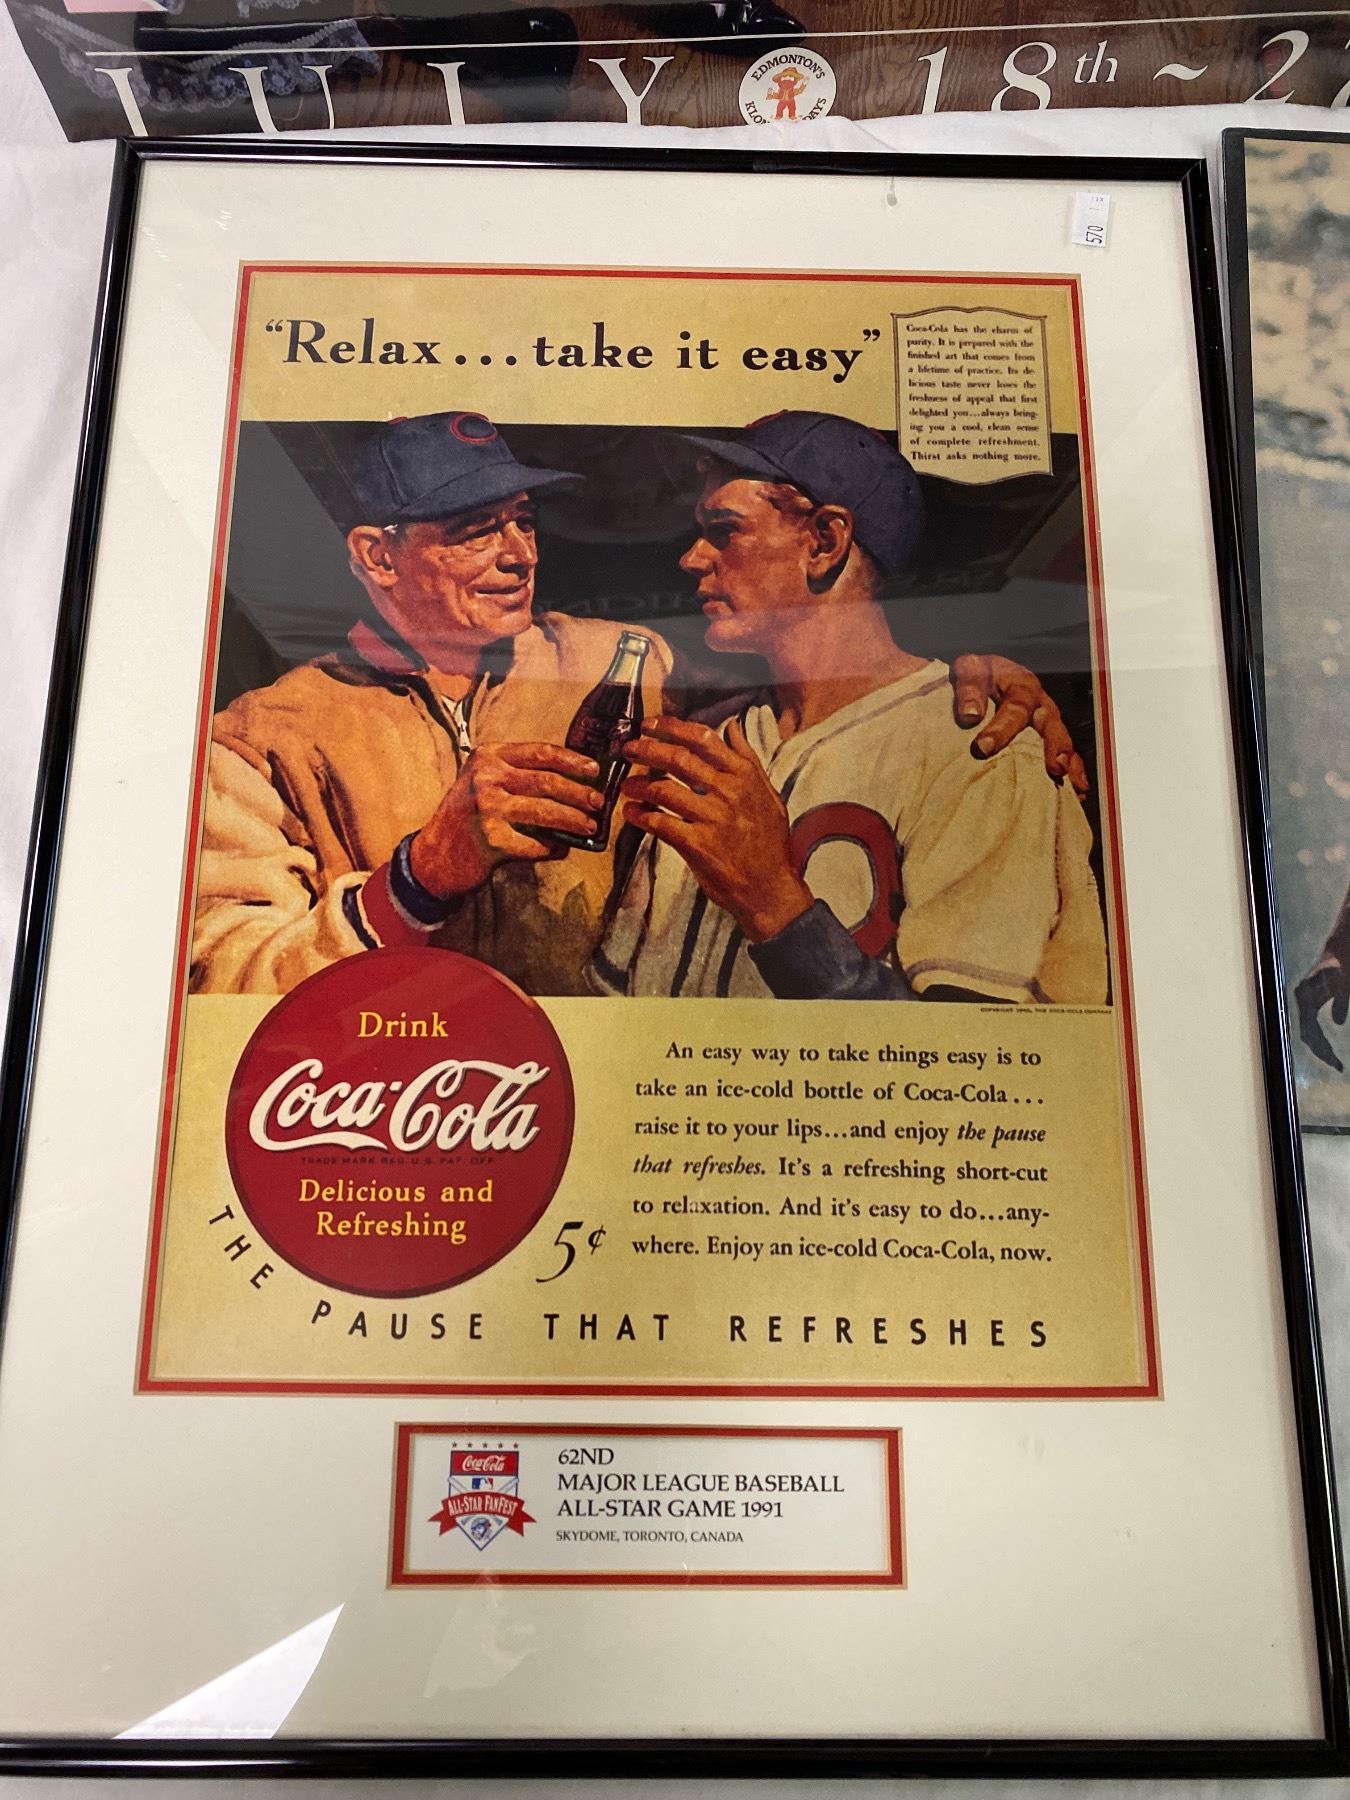 JULY
EDMONTON'S
DAYS
18th ~ 2
570
"Relax...take it easy"
Coca-Cola has the charm of
purity. It is prepared with the
finished art that comes from
a lifetime of practice. Its de-
licious taste never loses the
freshness of appeal that first
delighted you...always bring-
ing you a cool, clean sense
of complete refreshment.
Thirst asks nothing more.
THE COCA-COLA COMPANY
Drink
Coca-Cola
TRADE MARK REG. U.S. PAT. OFF.
Delicious and
Refreshing
5¢
An easy way to take things easy is to
take an ice-cold bottle of Coca-Cola...
raise it to your lips...and enjoy the pause
that refreshes. It's a refreshing short-cut
to relaxation. And it's easy to do...any-
where. Enjoy an ice-cold Coca-Cola, now.
THE PAUSE THAT REFRESHES
Coca-Cola
ALL-STAR FANFEST
62ND
MAJOR LEAGUE BASEBALL
ALL-STAR GAME 1991
SKYDOME, TORONTO, CANADA